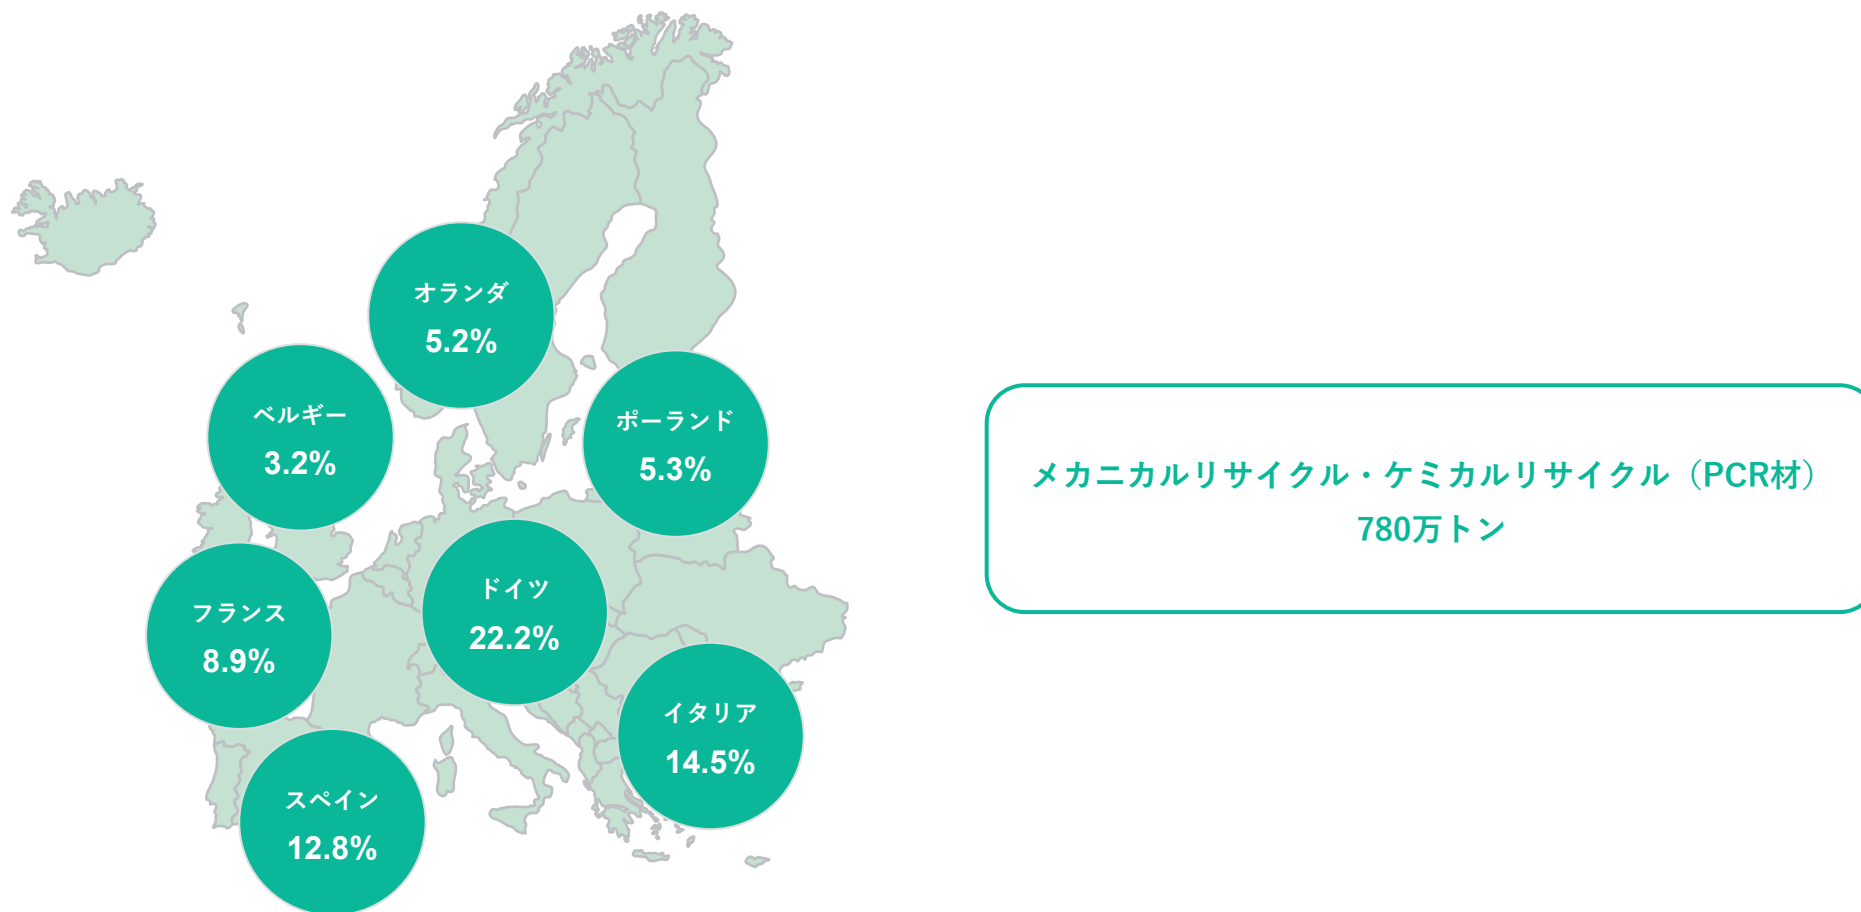 オランダ
5.2%
ベルギー
3.2%
ポーランド
5.3%
フランス
8.9%
ドイツ
22.2%
イタリア
14.5%
スペイン
12.8%
メカニカルリサイクル・ケミカルリサイクル（PCR材）
780万トン